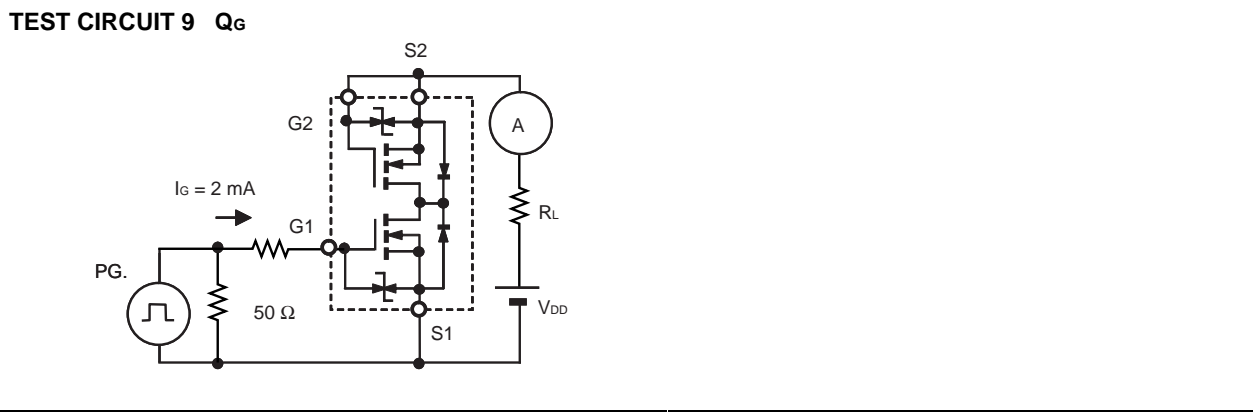 TEST CIRCUIT 9 QG
S2
G2
A
IG = 2 mA
RL
G1
PG.
50 Ω
VDD
S1